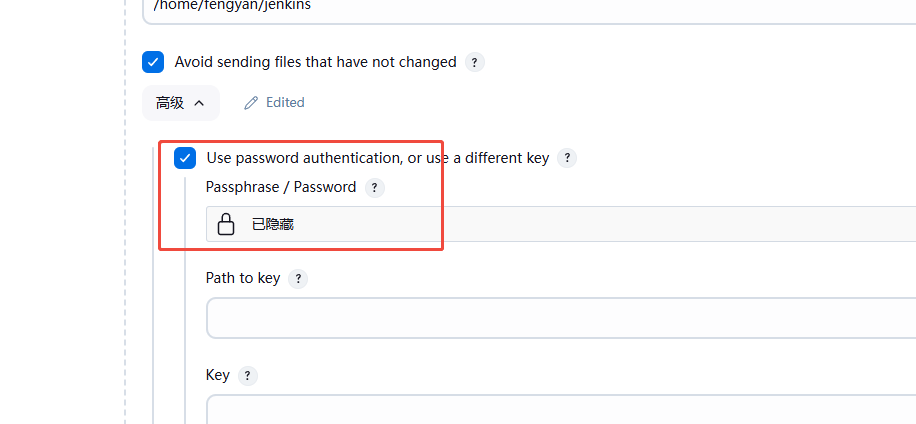 /home/fengyan/jenkins
Avoid sending files that have not changed ?
高级 Edited
Use password authentication, or use a different key ?
Passphrase / Password ?
已隐藏
Path to key ?
Key ?